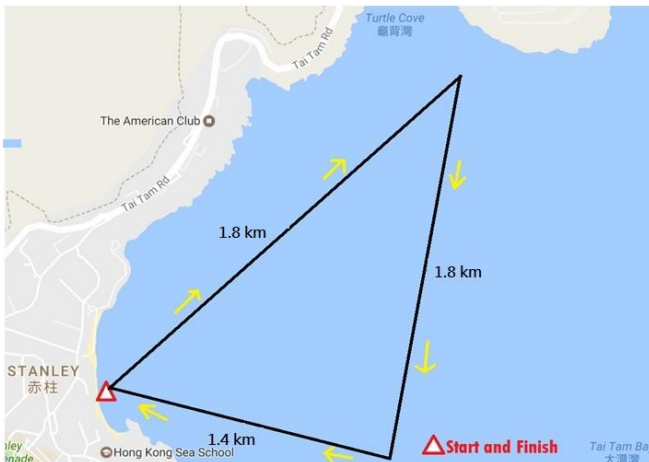 Turtle Cove
龜背灣
Tai Tam Rd
The American Club
Tai Tam Rd
1.8 km
1.8 km
STANLEY
赤柱
1.4 km
Start and Finish
Hong Kong Sea School
Tai Tam Ba
大潭灣
nley
enade